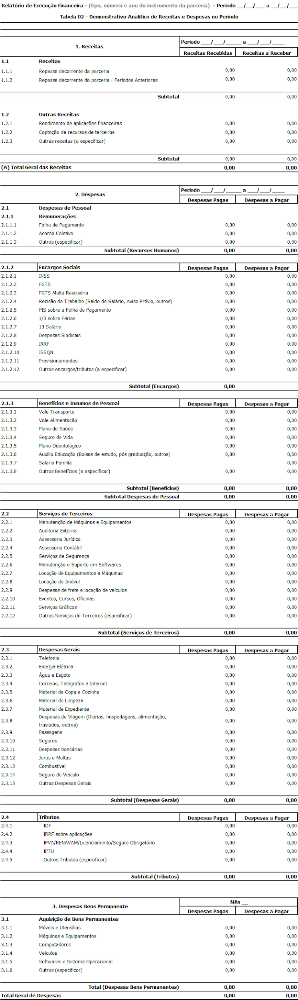 Relatório de Execução Financeira - (tipo, número e ano do instrumento da parceria) - Período __/__/___ a __/__/___
Tabela 02 - Demonstrativo Analítico de Receitas e Despesas no Período
1. Receitas Período ___/___/_____ a ___/___/____
Receitas Recebidas Receitas a Receber
1.1 Receitas
1.1.1 Repasse decorrente da parceria 0,00 0,00
1.1.2 Repasse decorrente da parceria - Períodos Anteriores 0,00 0,00
Subtotal 0,00 0,00
1.2 Outras Receitas
1.2.1 Rendimento de aplicações financeiras 0,00 0,00
1.2.2 Captação de recursos de terceiros 0,00 0,00
1.2.3 Outras receitas (a especificar) 0,00 0,00
Subtotal 0,00 0,00
(A) Total Geral das Receitas 0,00 0,00
2. Despesas Período ___/___/_____ a ___/___/____
Despesas Pagas Despesas a Pagar
2.1 Despesas de Pessoal
2.1.1 Remunerações
2.1.1.1 Folha de Pagamento 0,00 0,00
2.1.1.2 Acordo Coletivo 0,00 0,00
2.1.1.3 Outros (especificar) 0,00 0,00
Subtotal (Recursos Humanos) 0,00 0,00
2.1.2 Encargos Sociais Despesas Pagas Despesas a Pagar
2.1.2.1 INSS 0,00 0,00
2.1.2.2 FGTS 0,00 0,00
2.1.2.3 FGTS Multa Rescisória 0,00 0,00
2.1.2.4 Recisão de Trabalho (Saldo de Salário, Aviso Prévio, outros) 0,00 0,00
2.1.2.5 PIS sobre a Folha de Pagamento 0,00 0,00
2.1.2.6 1/3 sobre Férias 0,00 0,00
2.1.2.7 13 Salário 0,00 0,00
2.1.2.8 Despesas Sindicais 0,00 0,00
2.1.2.9 IRRF 0,00 0,00
2.1.2.10 ISSQN 0,00 0,00
2.1.2.11 Provisionamentos 0,00 0,00
2.1.2.12 Outros encargos/tributos (a especificar) 0,00 0,00
Subtotal (Encargos) 0,00
2.1.3 Benefícios e Insumos de Pessoal Despesas Pagas Despesas a Pagar
2.1.3.1 Vale Transporte 0,00 0,00
2.1.3.2 Vale Alimentação 0,00 0,00
2.1.3.3 Plano de Saúde 0,00 0,00
2.1.3.4 Seguro de Vida 0,00 0,00
2.1.3.5 Plano Odontológico 0,00 0,00
2.1.3.6 Auxílio Educação (Bolsas de estudo, pós graduação, outros) 0,00 0,00
2.1.3.7 Salario Familia 0,00
2.1.3.8 Outros Benefícios (a especificar) 0,00 0,00
Subtotal (Beneficios) 0,00 0,00
Subtotal Despesas de Pessoal 0,00 0,00
2.2 Serviços de Terceiros Despesas Pagas Despesas a Pagar
2.2.1 Manutenção de Máquinas e Equipamentos 0,00 0,00
2.2.2 Auditoria Externa 0,00 0,00
2.2.3 Assessoria Jurídica 0,00 0,00
2.2.4 Assessoria Contábil 0,00 0,00
2.2.5 Serviços de Segurança 0,00 0,00
2.2.6 Manutenção e Suporte em Softwares 0,00 0,00
2.2.7 Locação de Equipamentos e Máquinas 0,00 0,00
2.2.8 Locação de Imóvel 0,00 0,00
2.2.9 Despesas de frete e locação de veículos 0,00 0,00
2.2.10 Eventos, Cursos, Oficinas 0,00 0,00
2.2.11 Serviços Gráficos 0,00 0,00
2.2.12 Outros Serviços de Terceiros (especificar) 0,00 0,00
Subtotal (Serviços de Terceiros) 0,00 0,00
2.3 Despesas Gerais Despesas Pagas Despesas a Pagar
2.3.1 Telefonia 0,00 0,00
2.3.2 Energia Elétrica 0,00 0,00
2.3.3 Água e Esgoto 0,00 0,00
2.3.4 Correios, Telégrafos e Internet 0,00 0,00
2.3.5 Material de Copa e Cozinha 0,00 0,00
2.3.6 Material de Limpeza 0,00 0,00
2.3.7 Material de Expediente 0,00 0,00
2.3.8 Despesas de Viagem (Diárias, hospedagens, alimentação, 0,00 0,00
traslados, outros)
2.3.9 Passagens 0,00 0,00
2.3.10 Seguros 0,00 0,00
2.3.11 Despesas bancárias 0,00 0,00
2.3.12 Juros e Multas 0,00 0,00
2.3.13 Combustível 0,00 0,00
2.3.14 Seguro de Veículo 0,00 0,00
2.3.15 Outras Despesas Gerais 0,00 0,00
Subtotal (Despesas Gerais) 0,00 0,00
2.4 Tributos Despesas Pagas Despesas a Pagar
2.4.1 IOF 0,00 0,00
2.4.2 IRRF sobre aplicações 0,00 0,00
2.4.3 IPVA/RENAVAM/Licenciamento/Seguro Obrigatório 0,00 0,00
2.4.4 IPTU 0,00 0,00
2.4.5 Outros Tributos (especificar) 0,00 0,00
Subtotal (Tributos) 0,00 0,00
3. Despesas Bens Permanente Mês __
Despesas Pagas Despesas a Pagar
3.1 Aquisição de Bens Permanentes
3.1.1 Móveis e Utensílios 0,00 0,00
3.1.2 Máquinas e Equipamentos 0,00 0,00
3.1.3 Computadores 0,00 0,00
3.1.4 Veículos 0,00 0,00
3.1.5 Softwares e Sistema Operacional 0,00 0,00
3.1.6 Outros (especificar) 0,00 0,00
Total (Despesas Bens Permanentes) 0,00 0,00
Total Geral de Despesas 0,00 0,00